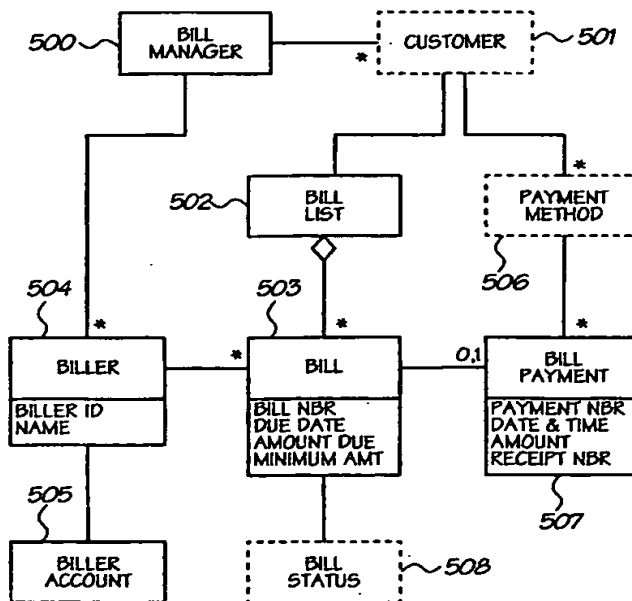 500
BILL
MANAGER
*
CUSTOMER
501
502
BILL
LIST
*
PAYMENT
METHOD
506
504
*
BILLER
BILLER ID
NAME
*
503
*
BILL
BILL NBR
DUE DATE
AMOUNT DUE
MINIMUM AMT
0,1
*
BILL
PAYMENT
PAYMENT NBR
DATE & TIME
AMOUNT
RECEIPT NBR
507
505
BILLER
ACCOUNT
BILL
STATUS
508